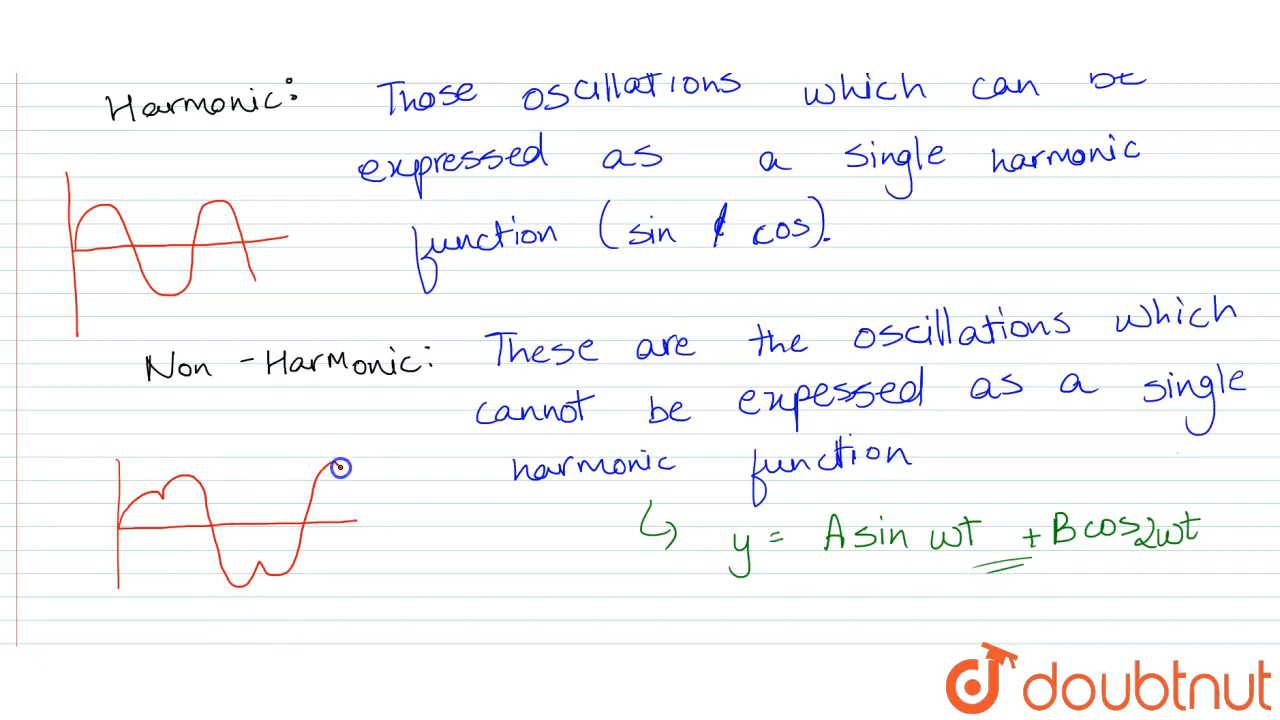 Harmonic: Those oscillations which can be
expressed as a single harmonic
function (sin & cos).
Non-Harmonic: These are the oscillations which
cannot be expessed as a single
harmonic function
↳ y = A sin ωt + B cos 2ωt
doubtnut